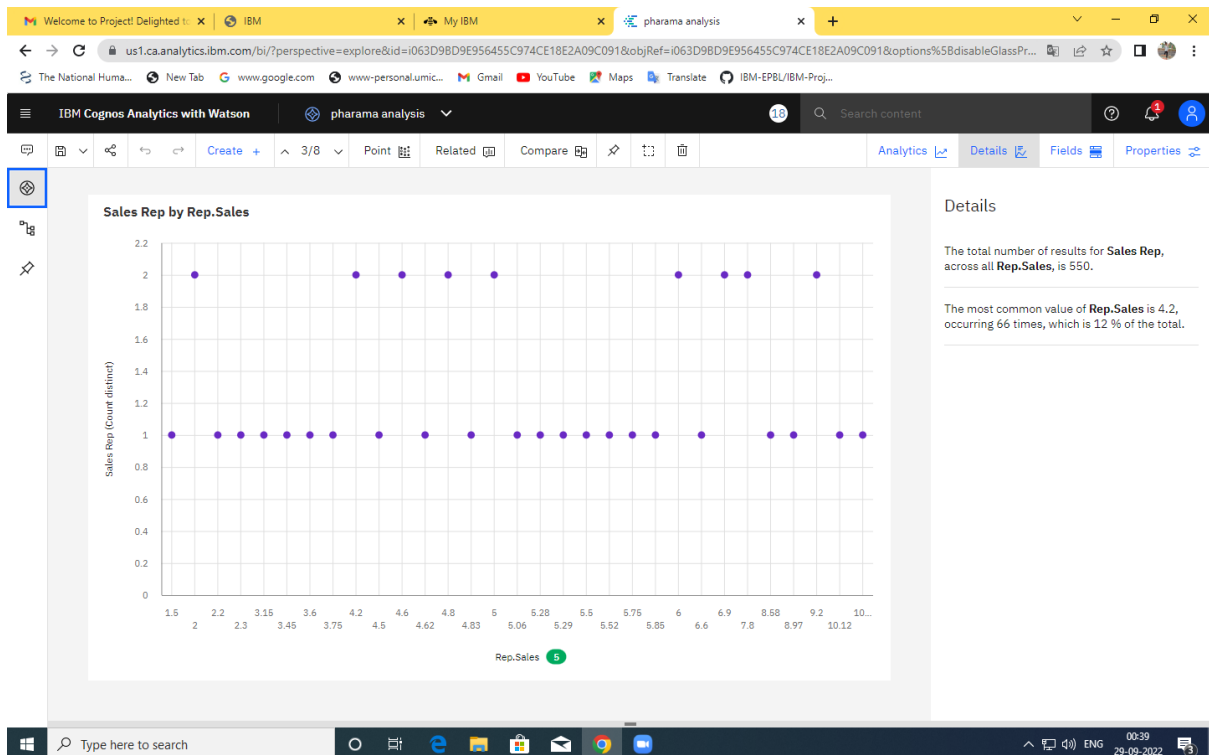 Welcome to Project! Delighted to
IBM
My IBM
pharama analysis
us1.ca.analytics.ibm.com/bi/?perspective=explore&id=i063D9BD9E956455C974CE18E2A09C091&objRef=i063D9BD9E956455C974CE18E2A09C091&options%5BdisableGlassPr...
The National Huma... New Tab www.google.com www-personal.umic... Gmail YouTube Maps Translate IBM-EPBL/IBM-Proj...
IBM Cognos Analytics with Watson pharama analysis 18 Search content 1
Create + 3/8 Point Related Compare Analytics Details Fields Properties
Sales Rep by Rep.Sales
2.2
2
1.8
1.6
1.4
1.2
1
0.8
0.6
0.4
0.2
0
Sales Rep (Count distinct)
1.5 2.2 3.15 3.6 4.2 4.6 4.8 5 5.28 5.5 5.75 6 6.9 8.58 9.2 10...
2 2.3 3.45 3.75 4.5 4.62 4.83 5.06 5.29 5.52 5.85 6.6 7.8 8.97 10.12
Rep.Sales 5
Details
The total number of results for Sales Rep,
across all Rep.Sales, is 550.
The most common value of Rep.Sales is 4.2,
occurring 66 times, which is 12 % of the total.
Type here to search
ENG
00:39
29-09-2022
3